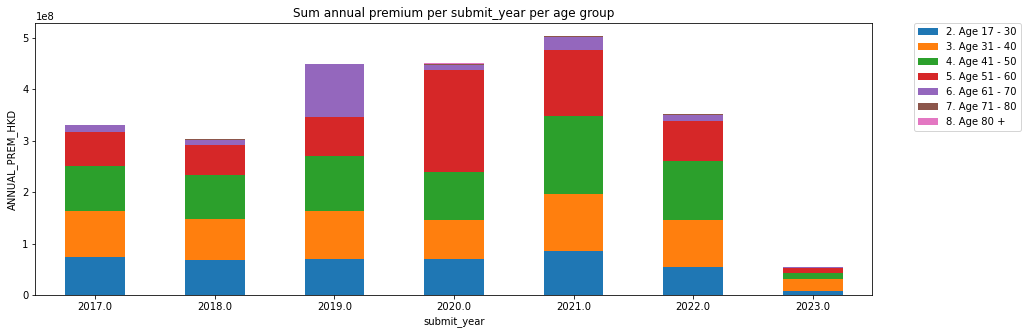 Sum annual premium per submit_year per age group
1e8
5
4
3
2
1
0
ANNUAL_PREM_HKD
2017.0 2018.0 2019.0 2020.0 2021.0 2022.0 2023.0
submit_year
2. Age 17 - 30
3. Age 31 - 40
4. Age 41 - 50
5. Age 51 - 60
6. Age 61 - 70
7. Age 71 - 80
8. Age 80 +